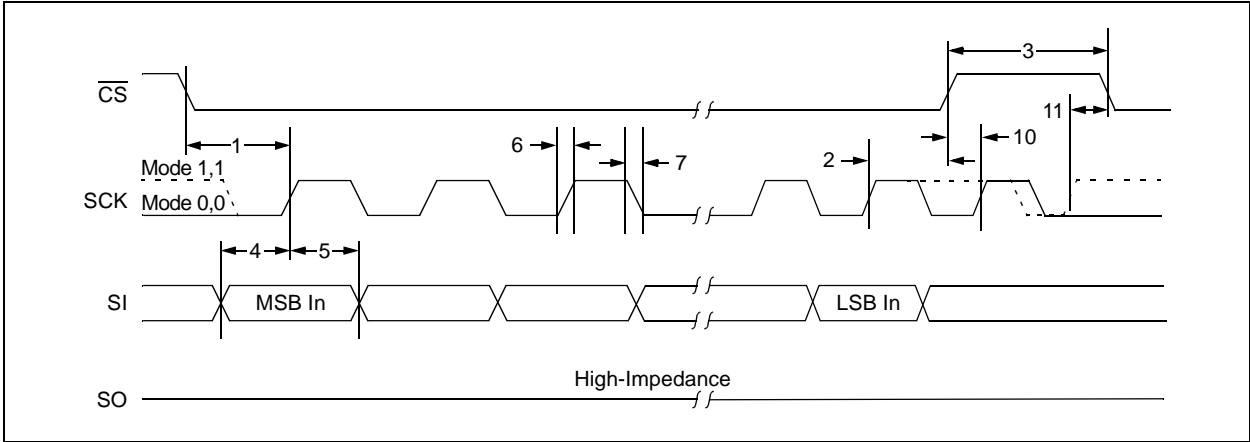 3
CS
11
1
6
7
2
10
Mode 1,1
SCK Mode 0,0
4
5
SI
MSB In
LSB In
High-Impedance
SO